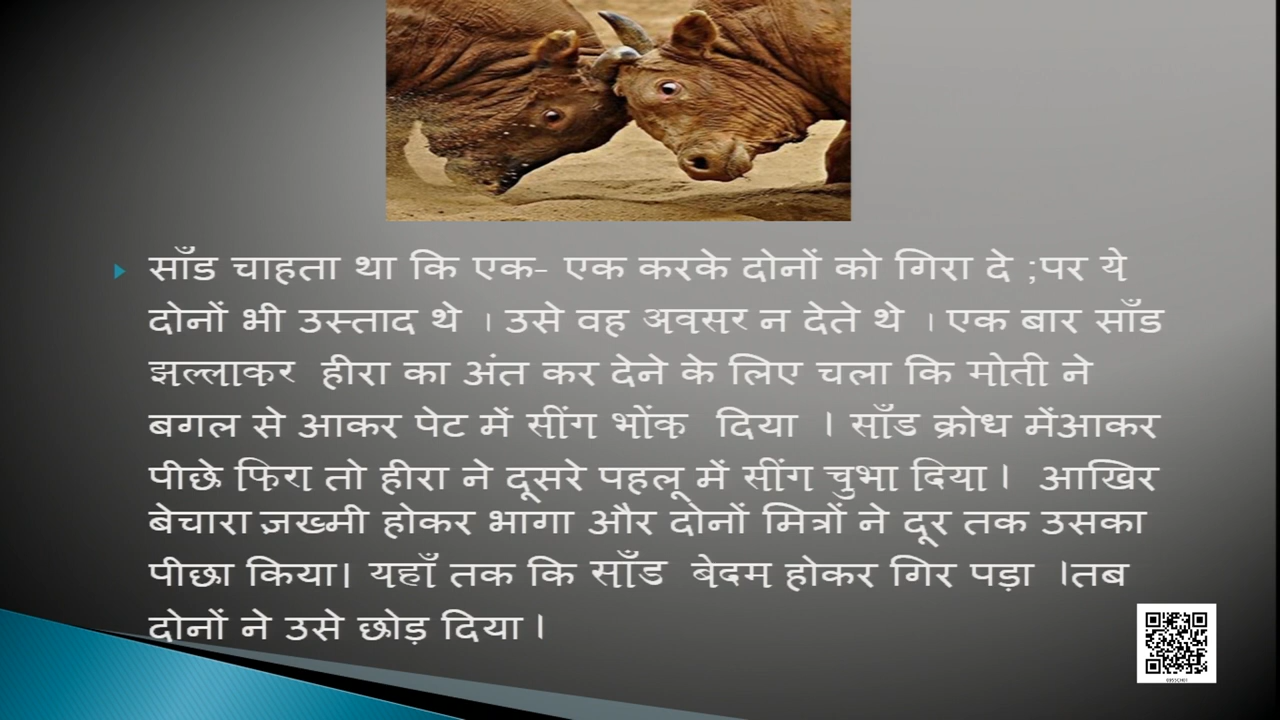 साँड चाहता था कि एक- एक करके दोनों को गिरा दे ;पर ये
दोनों भी उस्ताद थे । उसे वह अवसर न देते थे । एक बार साँड
झल्लाकर हीरा का अंत कर देने के लिए चला कि मोती ने
बगल से आकर पेट में सींग भोंक दिया । साँड क्रोध मेंआकर
पीछे फिरा तो हीरा ने दूसरे पहलू में सींग चुभा दिया। आखिर
बेचारा ज़ख्मी होकर भागा और दोनों मित्रों ने दूर तक उसका
पीछा किया। यहाँ तक कि साँड बेदम होकर गिर पड़ा ।तब
दोनों ने उसे छोड़ दिया।